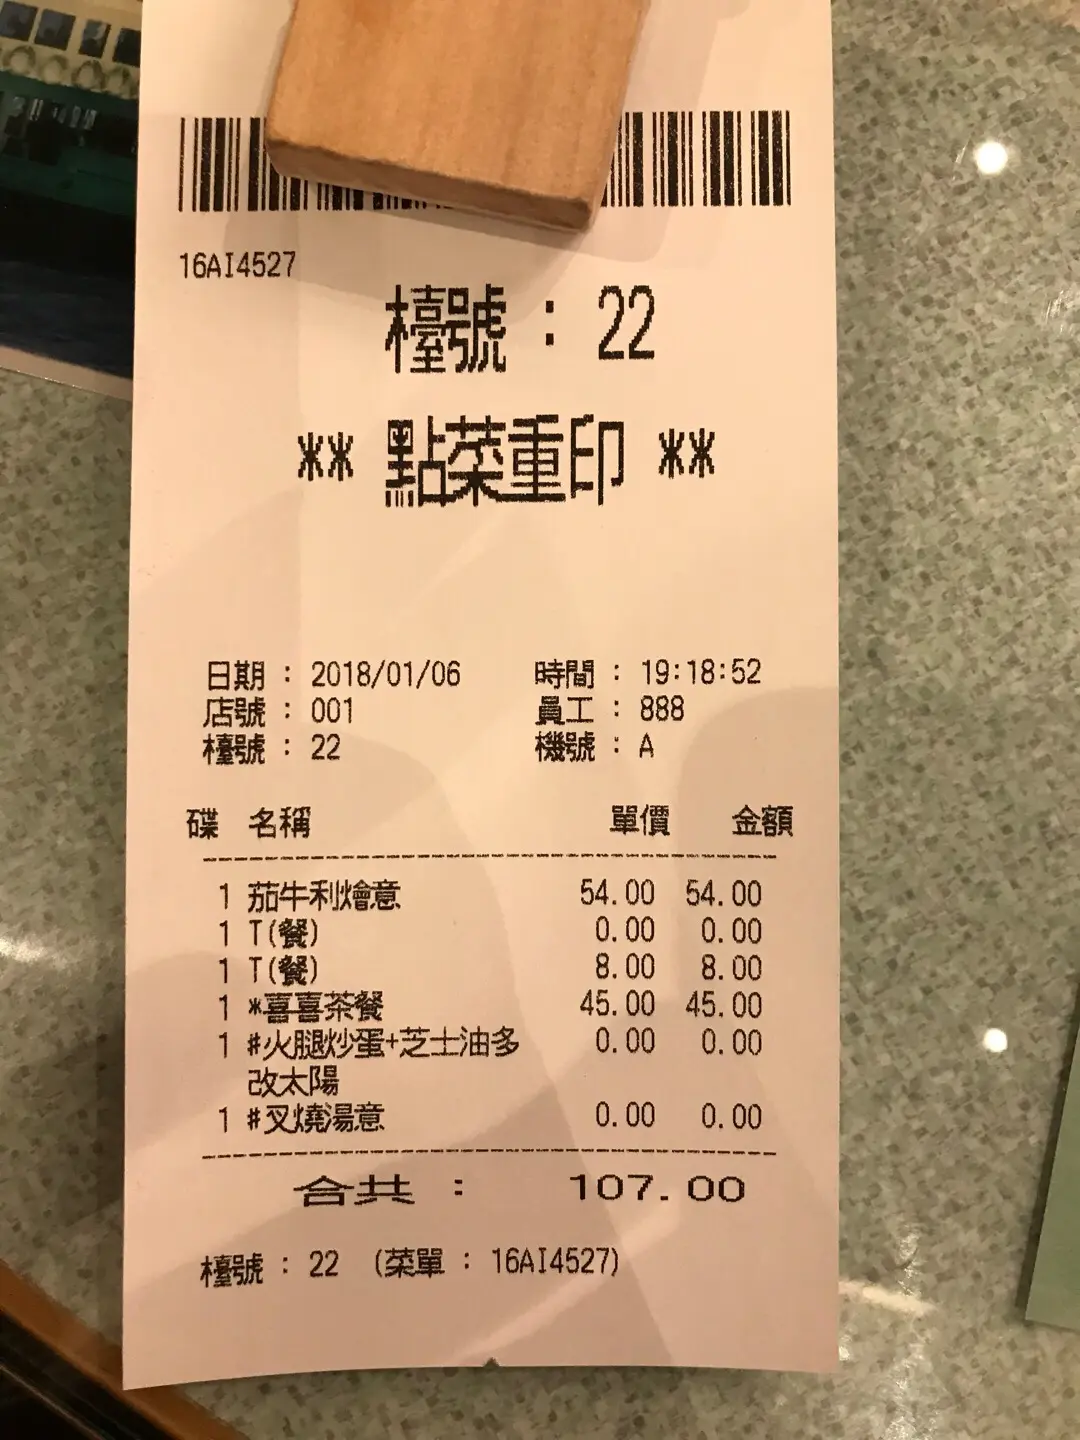 16AI4527
檯號 : 22
** 點菜重印 **
日期 : 2018/01/06 時間 : 19:18:52
店號 : 001 員工 : 888
檯號 : 22 機號 : A
碟 名稱 單價 金額
1 茄牛利燴意 54.00 54.00
1 T(餐) 0.00 0.00
1 T(餐) 8.00 8.00
1 *喜喜茶餐 45.00 45.00
1 #火腿炒蛋+芝士油多 0.00 0.00
改太陽
1 #叉燒湯意 0.00 0.00
合共 : 107.00
檯號 : 22 (菜單 : 16AI4527)